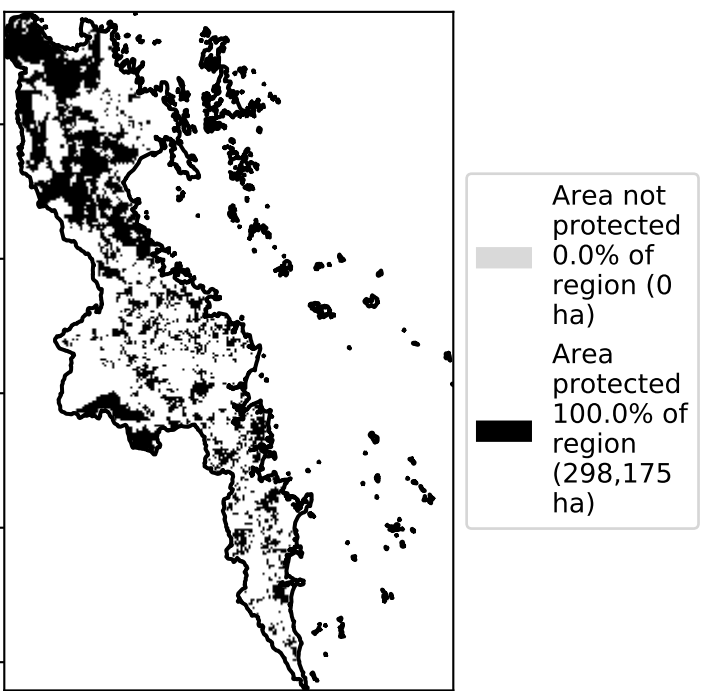 Area not
protected
0.0% of
region (0
ha)
Area
protected
100.0% of
region
(298,175
ha)